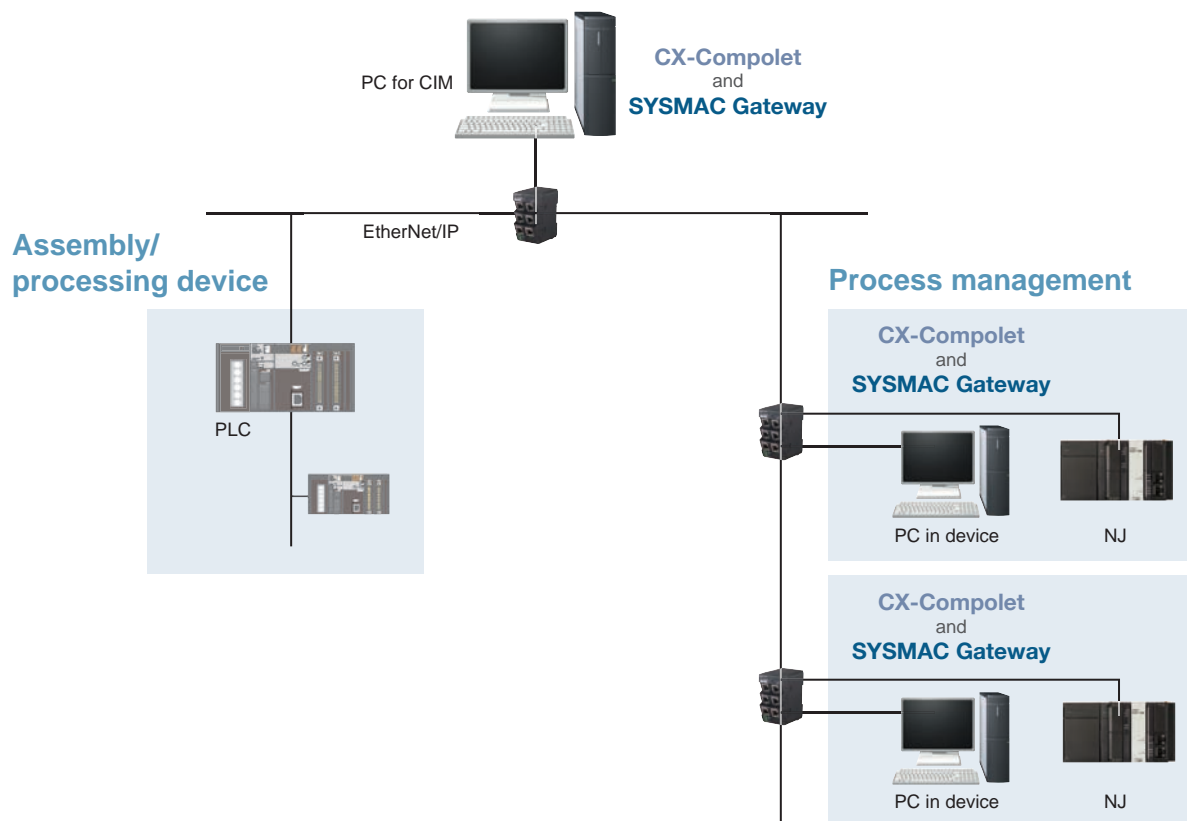 PC for CIM
CX-Compolet
and
SYSMAC Gateway
EtherNet/IP
Assembly/
processing device
PLC
Process management
CX-Compolet
and
SYSMAC Gateway
PC in device
NJ
CX-Compolet
and
SYSMAC Gateway
PC in device
NJ